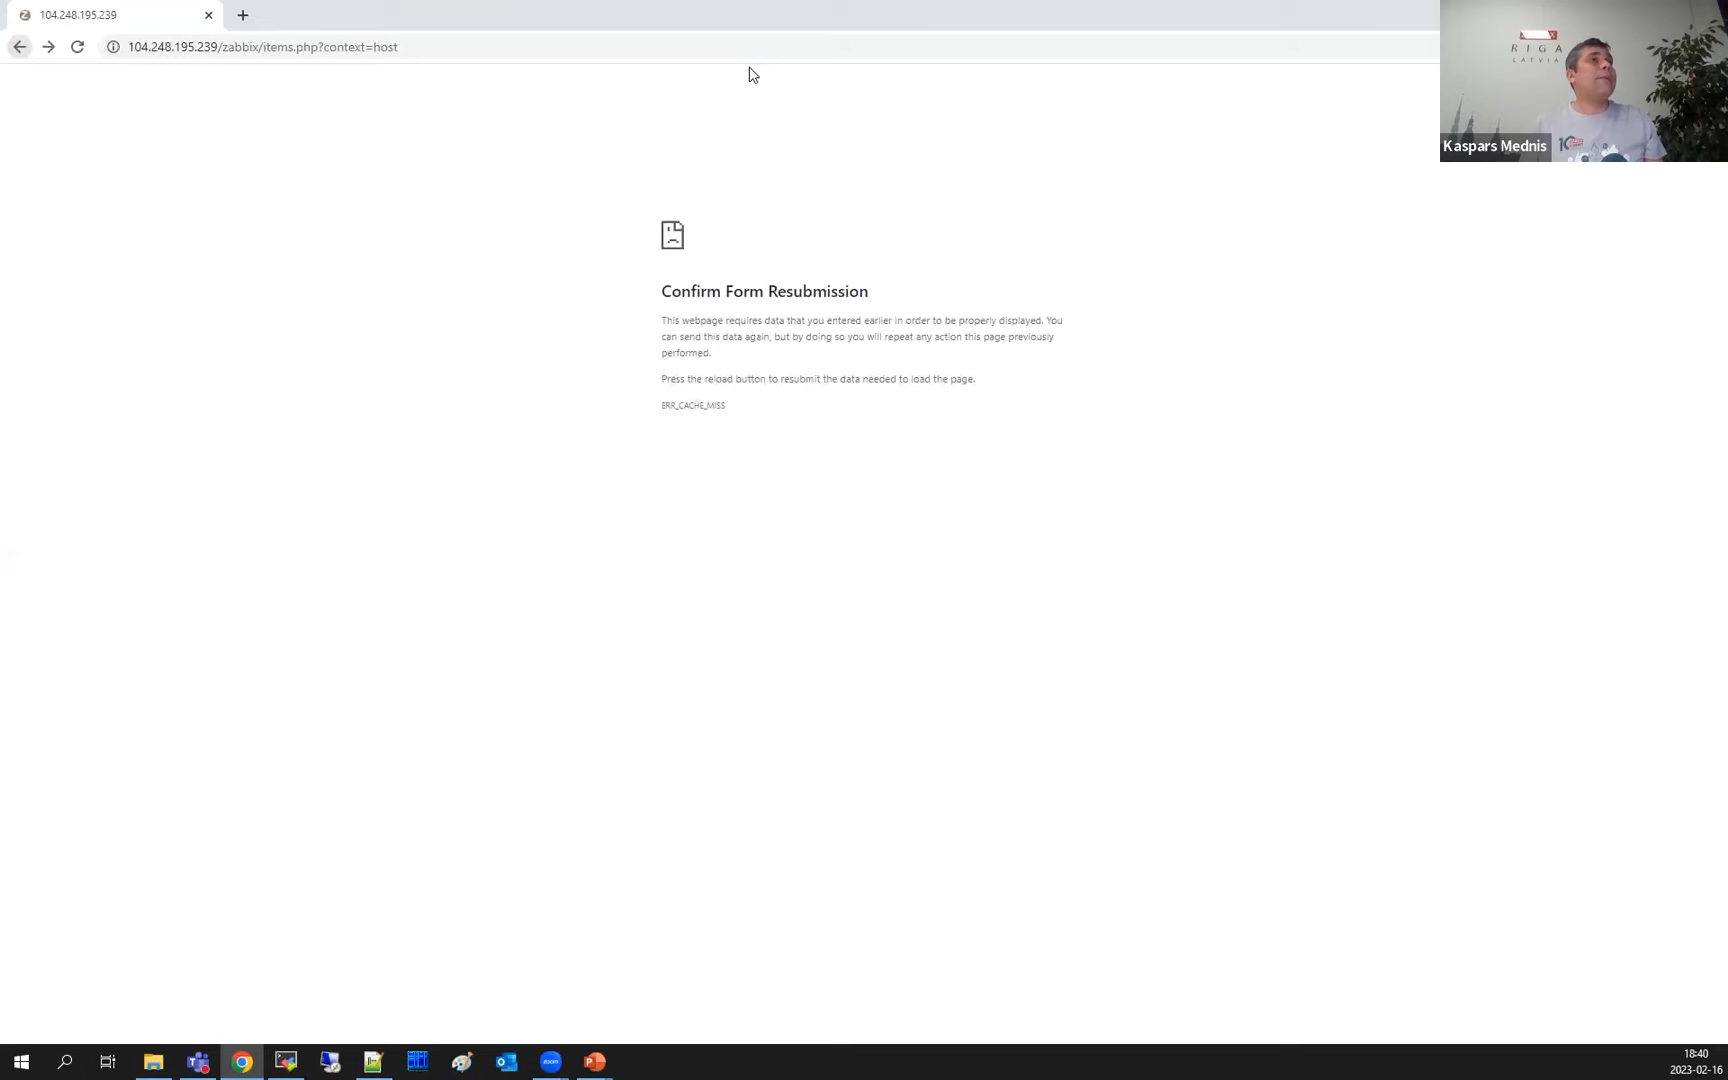 104.248.195.239
104.248.195.239/zabbix/items.php?context=host
RIGA
LATVIA
Kaspars Mednis
Confirm Form Resubmission
This webpage requires data that you entered earlier in order to be properly displayed. You
can send this data again, but by doing so you will repeat any action this page previously
performed.
Press the reload button to resubmit the data needed to load the page.
ERR_CACHE_MISS
zoom
18:40
2023-02-16